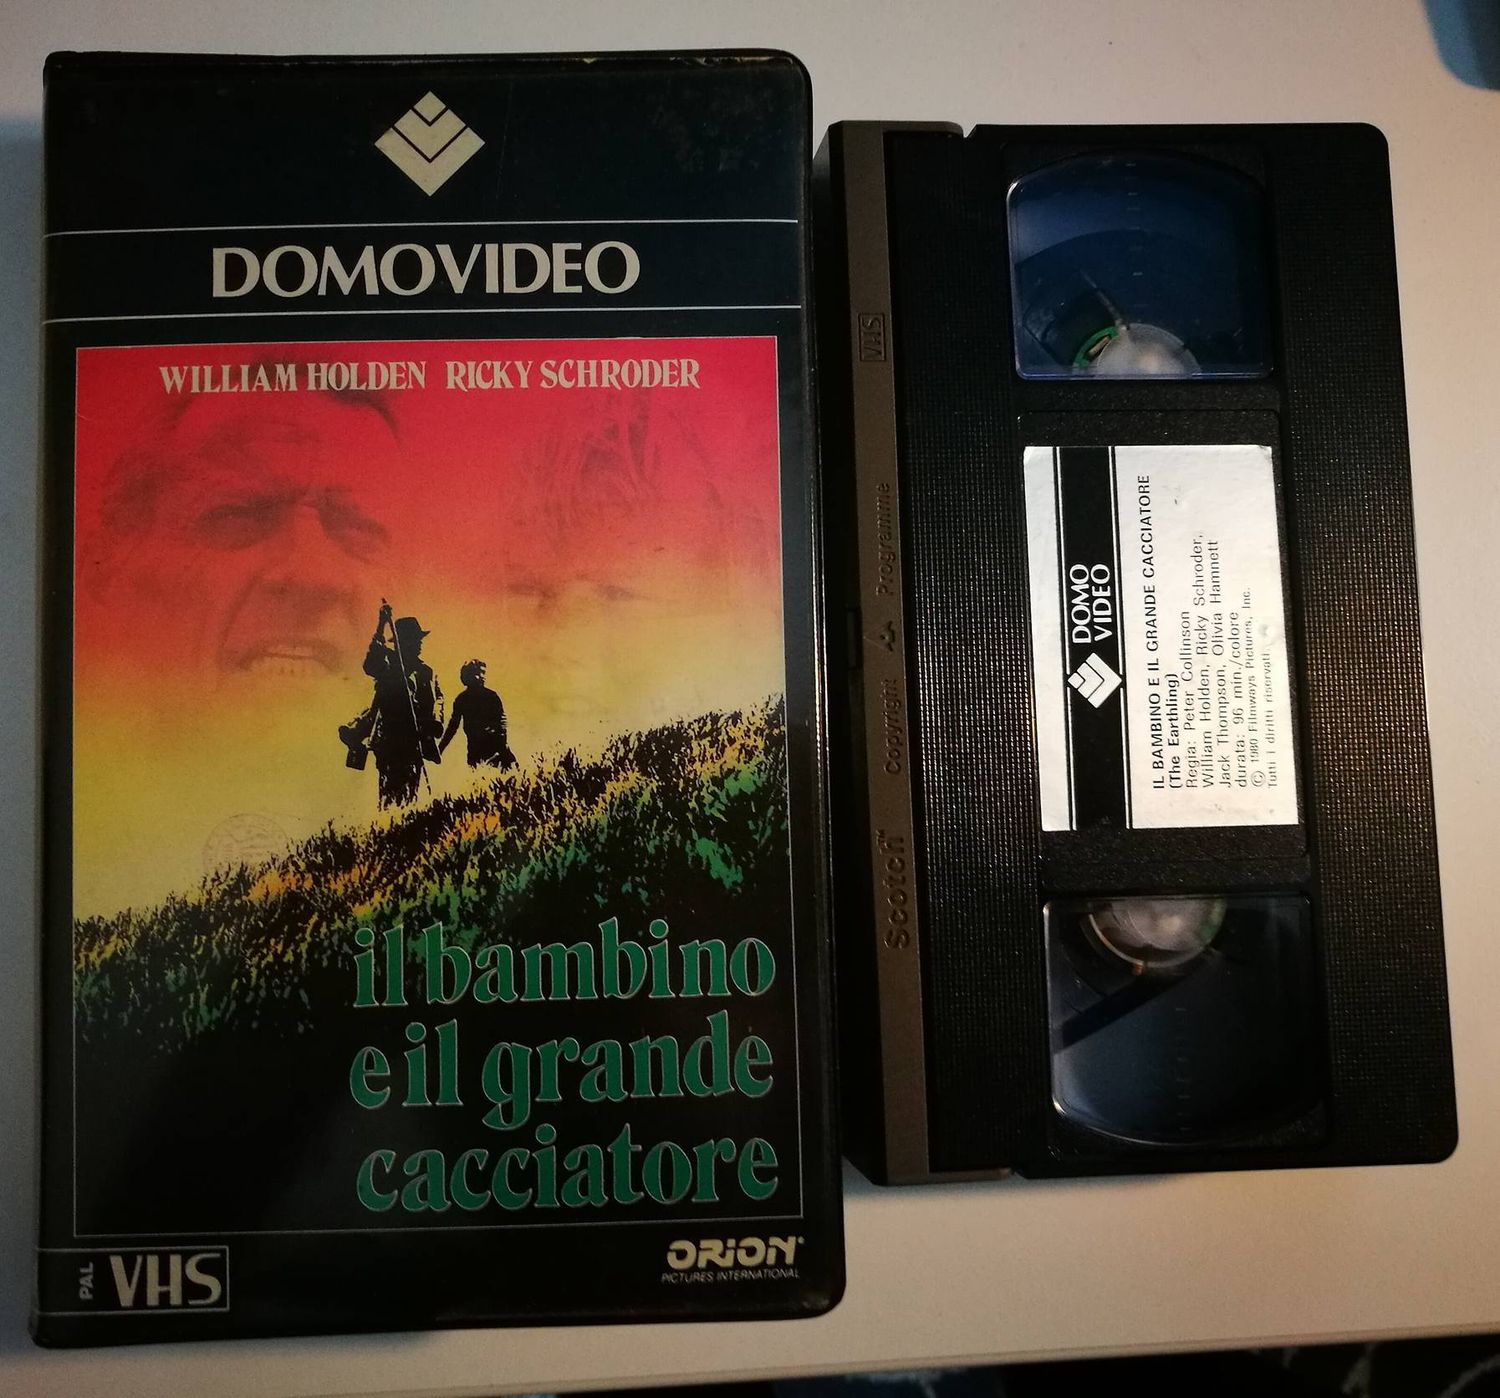 DOMOVIDEO
WILLIAM HOLDEN RICKY SCHRODER
il bambino
e il grande
cacciatore
PAL
VHS
ORION
PICTURES INTERNATIONAL
VHS
Scotch™ copyright Programme
DOMO
VIDEO
IL BAMBINO E IL GRANDE CACCIATORE
(The Earthling)
Regia: Peter Collinson
William Holden, Ricky Schroder,
Jack Thompson, Olivia Hamnett
durata: 96 min./colore
© 1980 Filmways Pictures, Inc.
Tutti i diritti riservati.